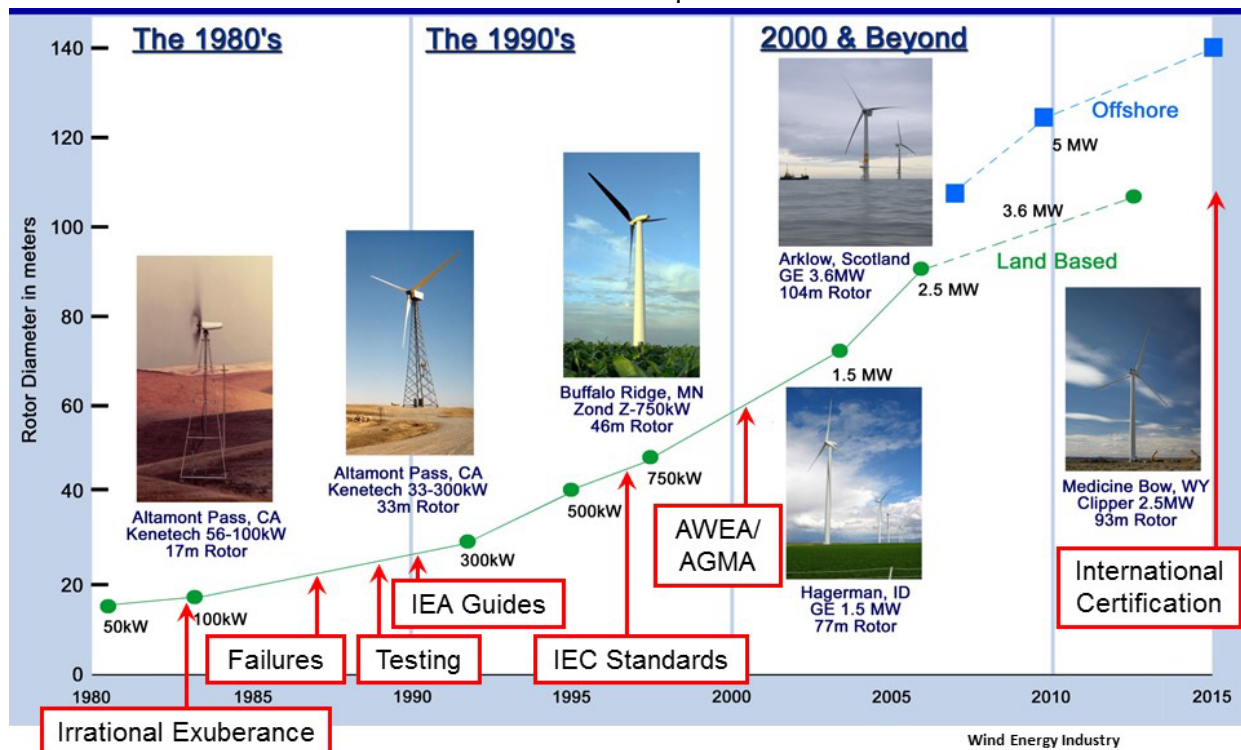 The 1980's
The 1990's
2000 & Beyond
140
120
100
80
60
40
20
0
Rotor Diameter in meters
1980
1985
1990
1995
2000
2005
2010
2015
50kW
100kW
300kW
500kW
750kW
1.5 MW
2.5 MW
3.6 MW
5 MW
Offshore
Land Based
Altamont Pass, CA
Kenetech 56-100kW
17m Rotor
Altamont Pass, CA
Kenetech 33-300kW
33m Rotor
Buffalo Ridge, MN
Zond Z-750kW
46m Rotor
Arklow, Scotland
GE 3.6MW
104m Rotor
Hagerman, ID
GE 1.5 MW
77m Rotor
Medicine Bow, WY
Clipper 2.5MW
93m Rotor
Irrational Exuberance
Failures
Testing
IEA Guides
IEC Standards
AWEA/
AGMA
International
Certification
Wind Energy Industry